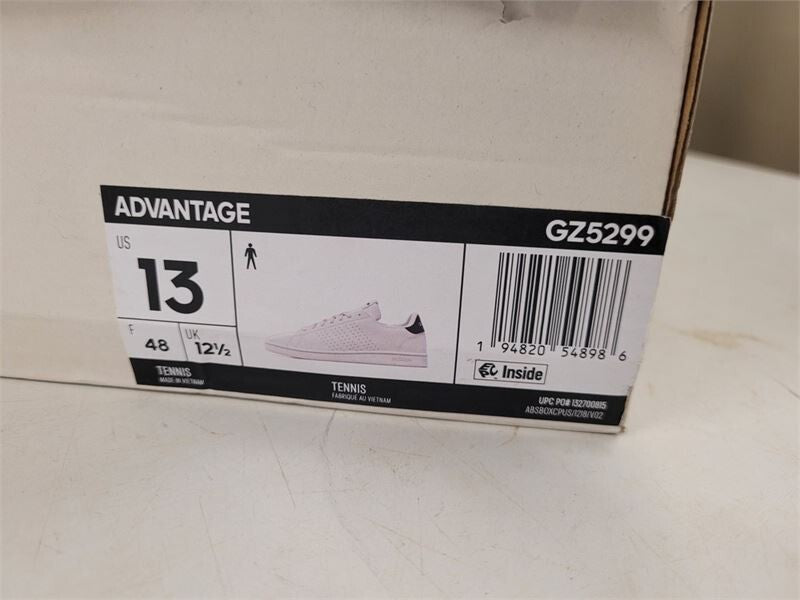 ADVANTAGE
GZ5299
US
13
F
48
UK
12½
TENNIS
MADE IN VIETNAM
TENNIS
FABRIQUÉ AU VIETNAM
1 94820 54898 6
Inside
UPC PO# 132700815
ABSBOXCPUS/1218/V02